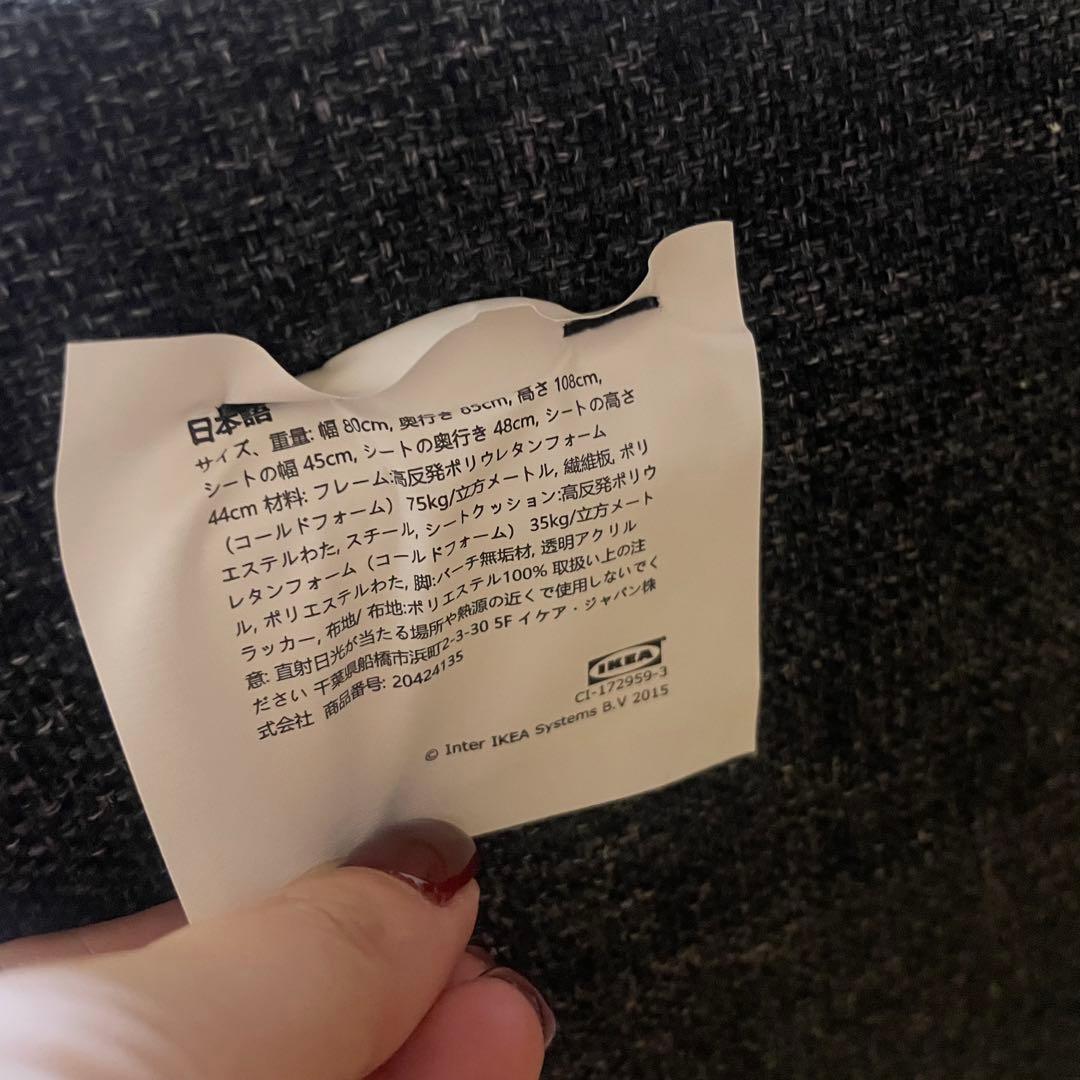 日本語
サイズ、重量: 幅 80cm, 奥行き 85cm, 高さ 108cm,
シートの幅 45cm, シートの奥行き 48cm, シートの高さ
44cm 材料: フレーム:高反発ポリウレタンフォーム
（コールドフォーム） 75kg/立方メートル, 繊維板, ポリ
エステルわた, スチール, シートクッション:高反発ポリウ
レタンフォーム（コールドフォーム） 35kg/立方メート
ル, ポリエステルわた, 脚:バーチ無垢材, 透明アクリル
ラッカー, 布地/ 布地:ポリエステル100% 取扱い上の注
意: 直射日光が当たる場所や熱源の近くで使用しないでく
ださい 千葉県船橋市浜町2-3-30 5F イケア・ジャパン株
式会社 商品番号: 20424135
IKEA
CI-172959-3
© Inter IKEA Systems B.V 2015